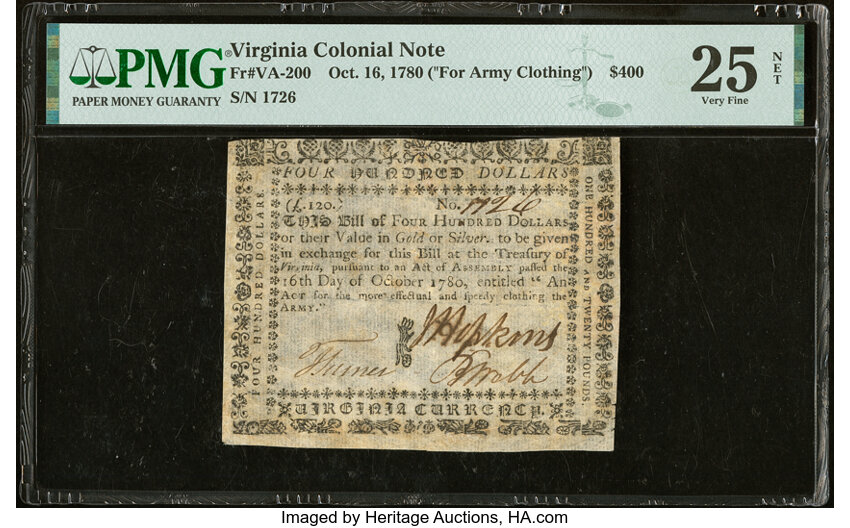 PMG
PAPER MONEY GUARANTY
®
Virginia Colonial Note
Fr#VA-200 Oct. 16, 1780 ("For Army Clothing") $400
S/N 1726
25
Very Fine
NET
FOUR HUNDRED DOLLARS
(£.120.) No. 1726
THIS Bill of FOUR HUNDRED DOLLARS
or their Value in Gold or Silver, to be given
in exchange for this Bill at the Treasury of
Virginia, pursuant to an Act of ASSEMBLY passed the
16th Day of October 1780, entitled "An
ACT for the more effectual and speedy clothing the
ARMY."
J Hopkins
T Turner
B Webb
VIRGINIA CURRENCY.
FOUR HUNDRED DOLLARS.
ONE HUNDRED AND TWENTY POUNDS.
Imaged by Heritage Auctions, HA.com